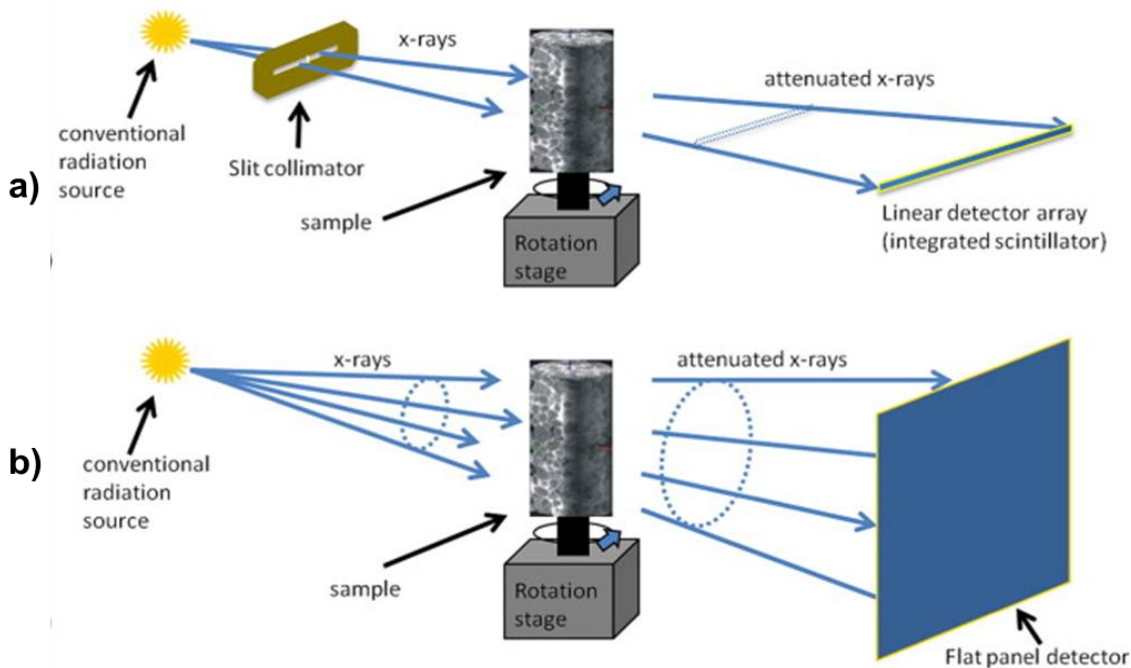 a)
conventional
radiation
source
Slit collimator
x-rays
sample
Rotation
stage
attenuated x-rays
Linear detector array
(integrated scintillator)
b)
conventional
radiation
source
x-rays
sample
Rotation
stage
attenuated x-rays
Flat panel detector